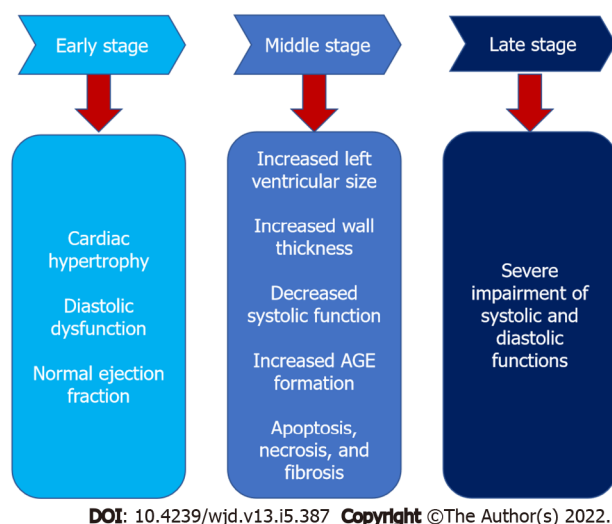 Early stage
Middle stage
Late stage
Cardiac
hypertrophy
Diastolic
dysfunction
Normal ejection
fraction
Increased left
ventricular size
Increased wall
thickness
Decreased
systolic function
Increased AGE
formation
Apoptosis,
necrosis, and
fibrosis
Severe
impairment of
systolic and
diastolic
functions
DOI: 10.4239/wjd.v13.i5.387 Copyright ©The Author(s) 2022.